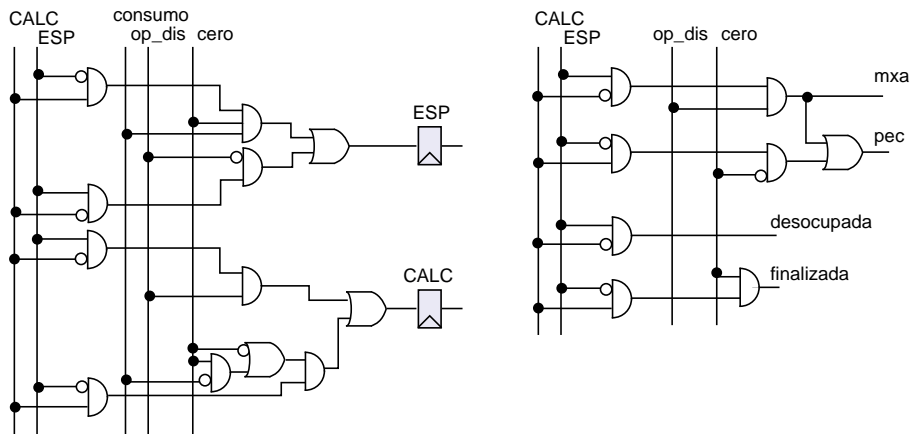 CALC
ESP
consumo
op_dis
cero
ESP
CALC
CALC
ESP
op_dis
cero
mxa
pec
desocupada
finalizada